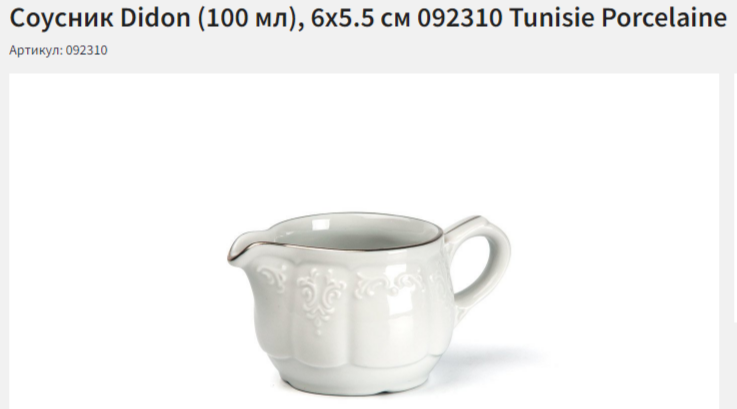 Соусник Didon (100 мл), 6х5.5 см 092310 Tunisie Porcelaine
Артикул: 092310